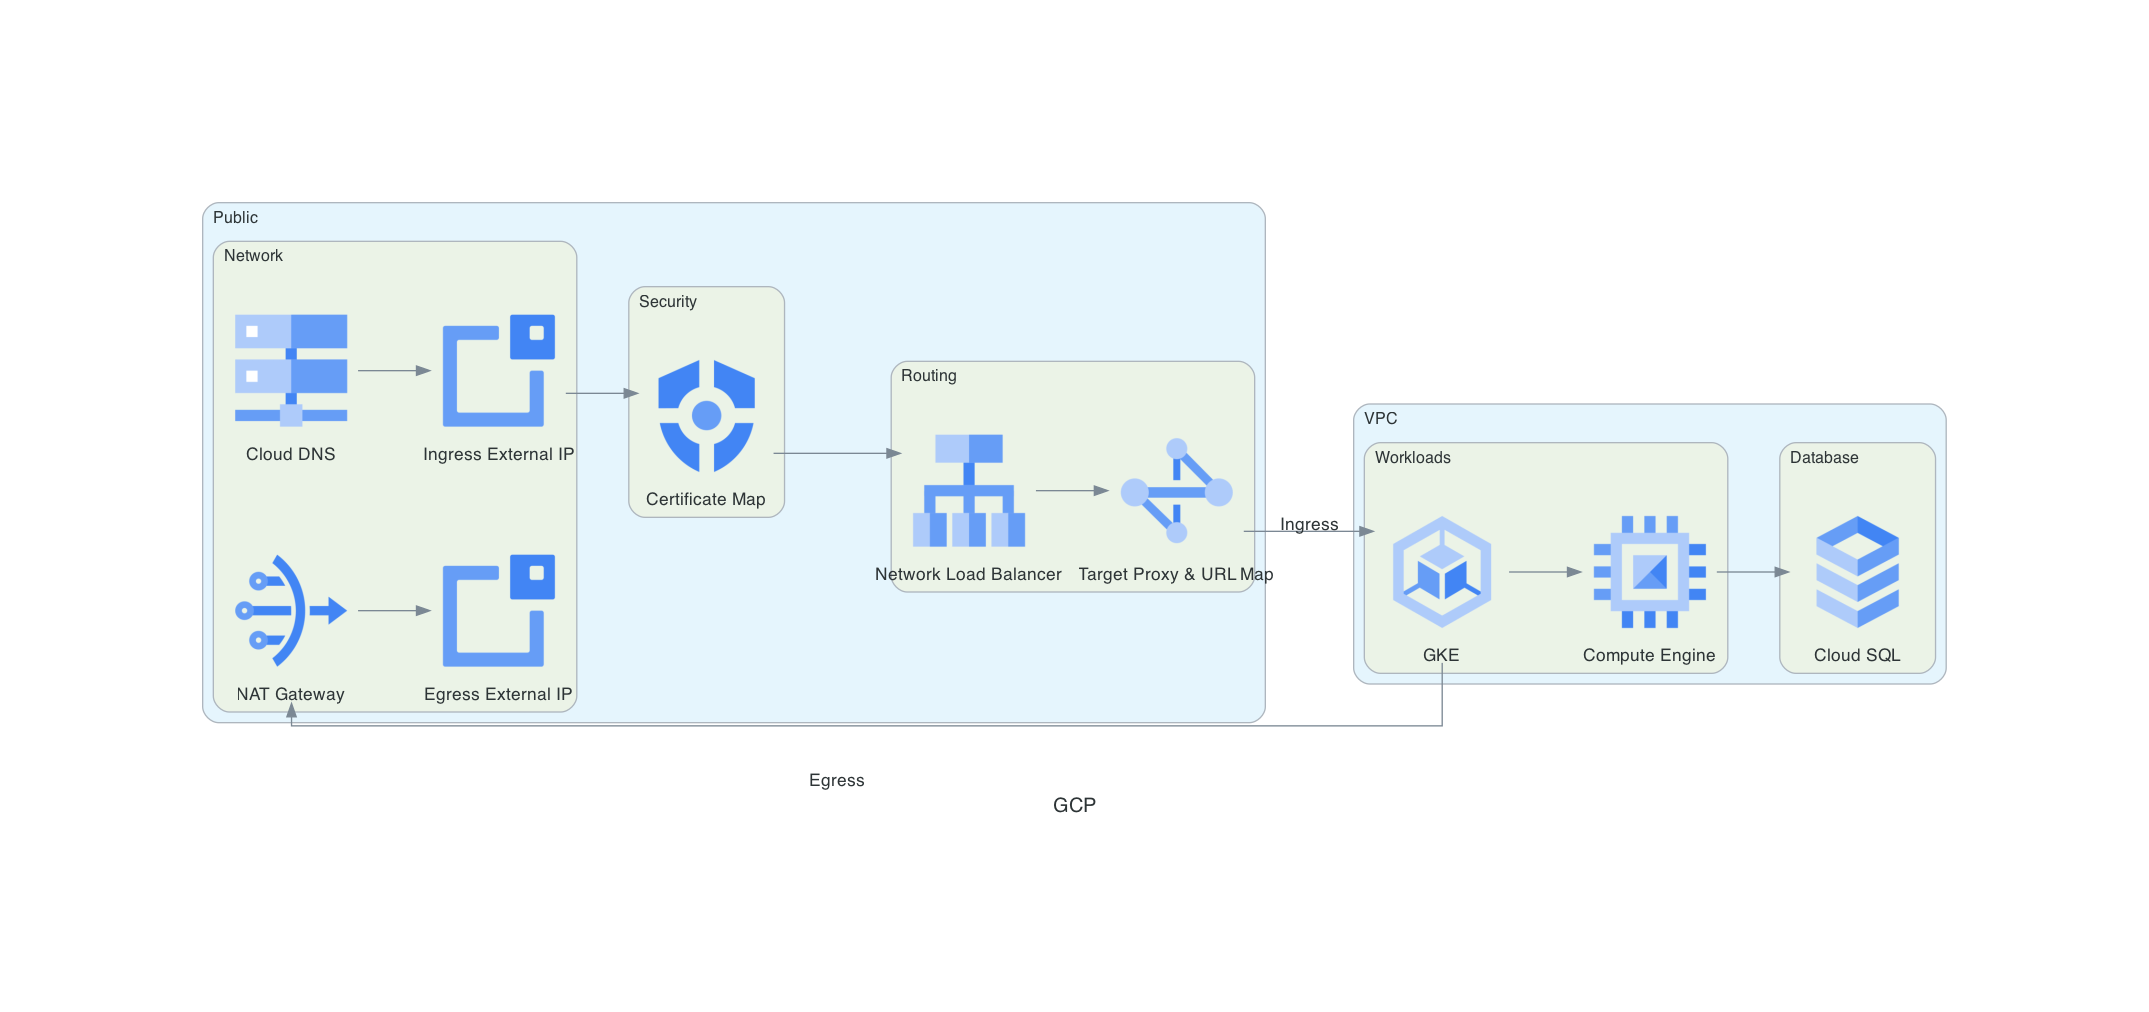 Public
Network
Cloud DNS
Ingress External IP
NAT Gateway
Egress External IP
Security
Certificate Map
Routing
Network Load Balancer
Target Proxy & URL Map
Ingress
VPC
Workloads
GKE
Compute Engine
Database
Cloud SQL
Egress
GCP